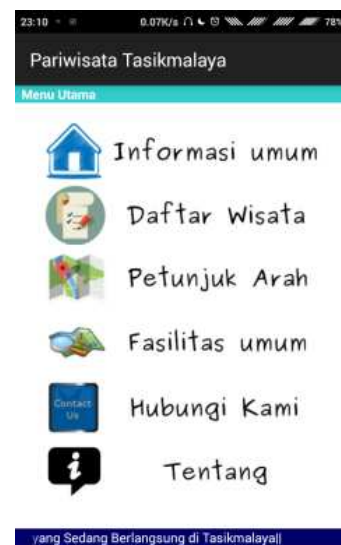 23:10
0.07K/s 78%
Pariwisata Tasikmalaya
Menu Utama
Informasi umum
Daftar Wisata
Petunjuk Arah
Fasilitas umum
Contact
Us
Hubungi Kami
i
Tentang
yang Sedang Berlangsung di Tasikmalaya||